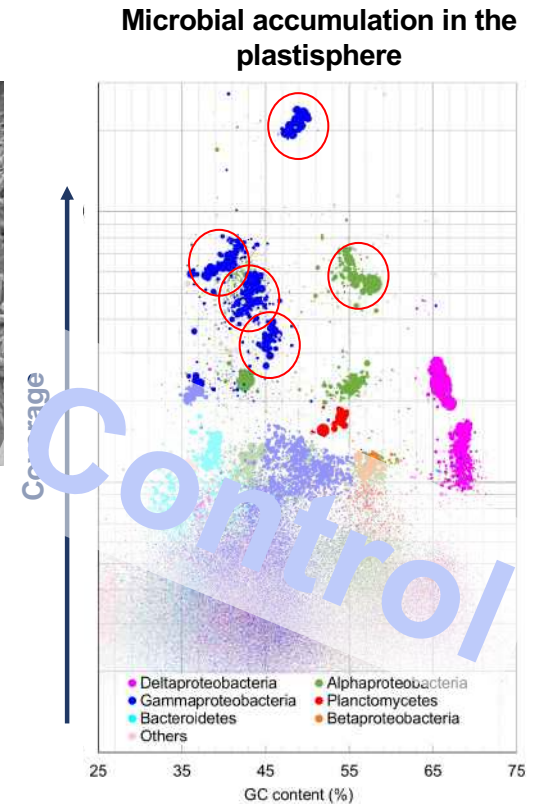 Microbial accumulation in the
plastisphere
Coverage
Control
Deltaproteobacteria
Alphaproteobacteria
Gammaproteobacteria
Planctomycetes
Bacteroidetes
Betaproteobacteria
Others
25 35 45 55 65 75
GC content (%)